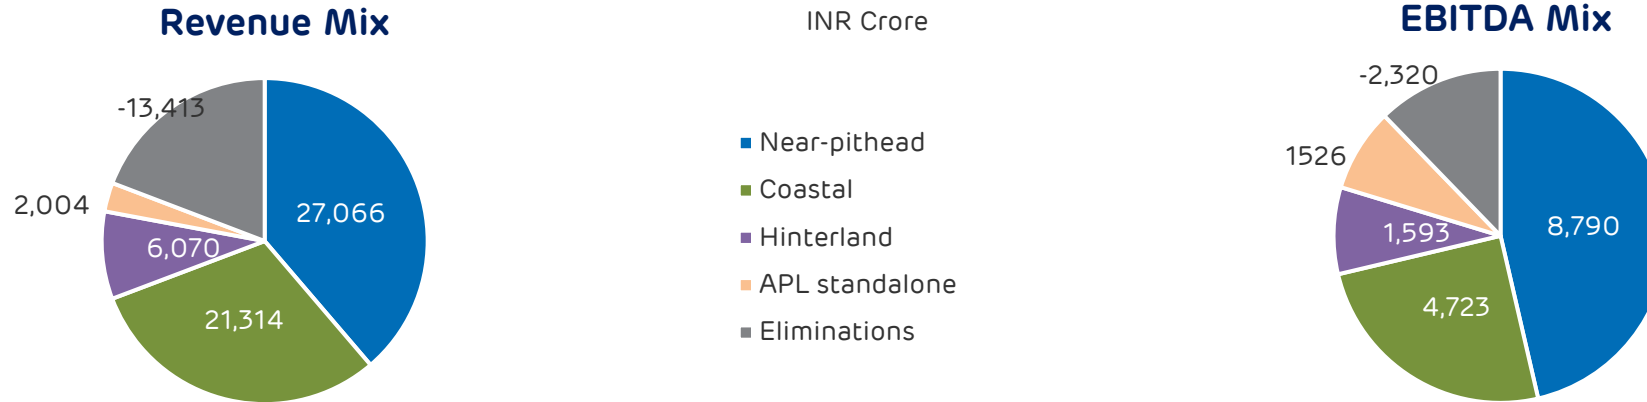 Revenue Mix
-13,413
2,004
27,066
6,070
21,314
INR Crore
Near-pithead
Coastal
Hinterland
APL standalone
Eliminations
EBITDA Mix
-2,320
1526
8,790
1,593
4,723